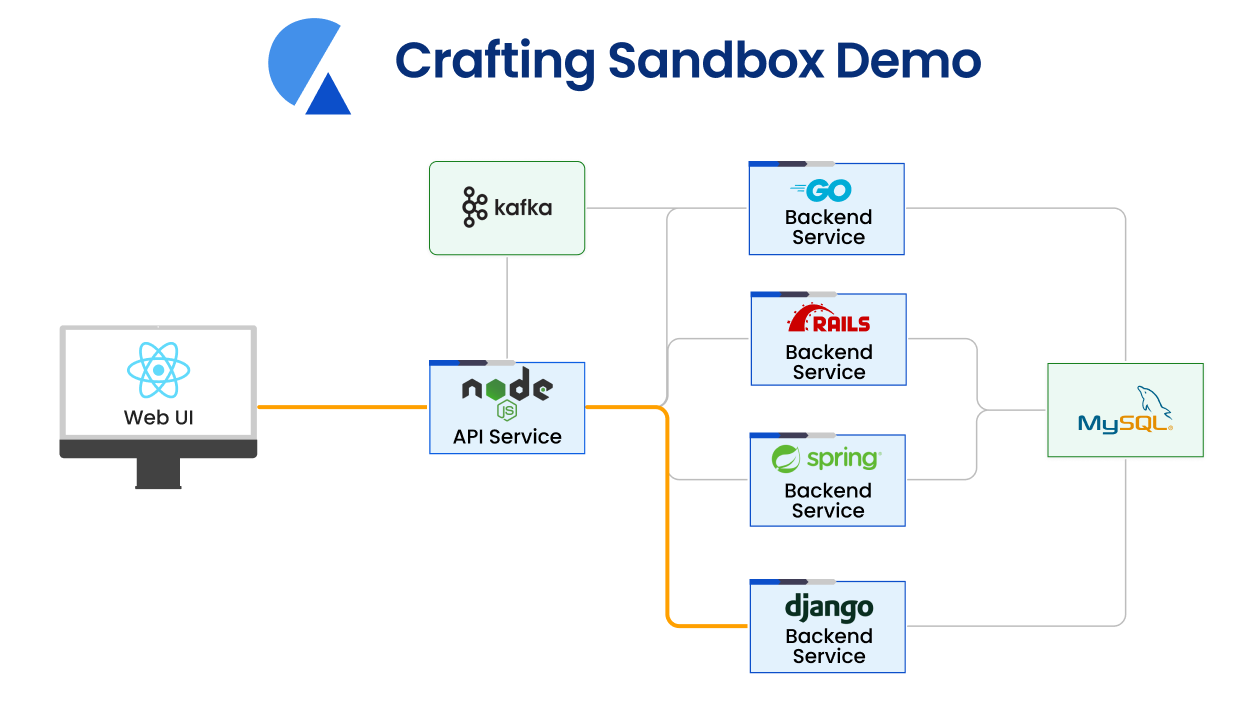 Crafting Sandbox Demo
kafka
GO
Backend
Service
RAILS
Backend
Service
Web UI
node
JS
API Service
spring
Backend
Service
MySQL®
django
Backend
Service